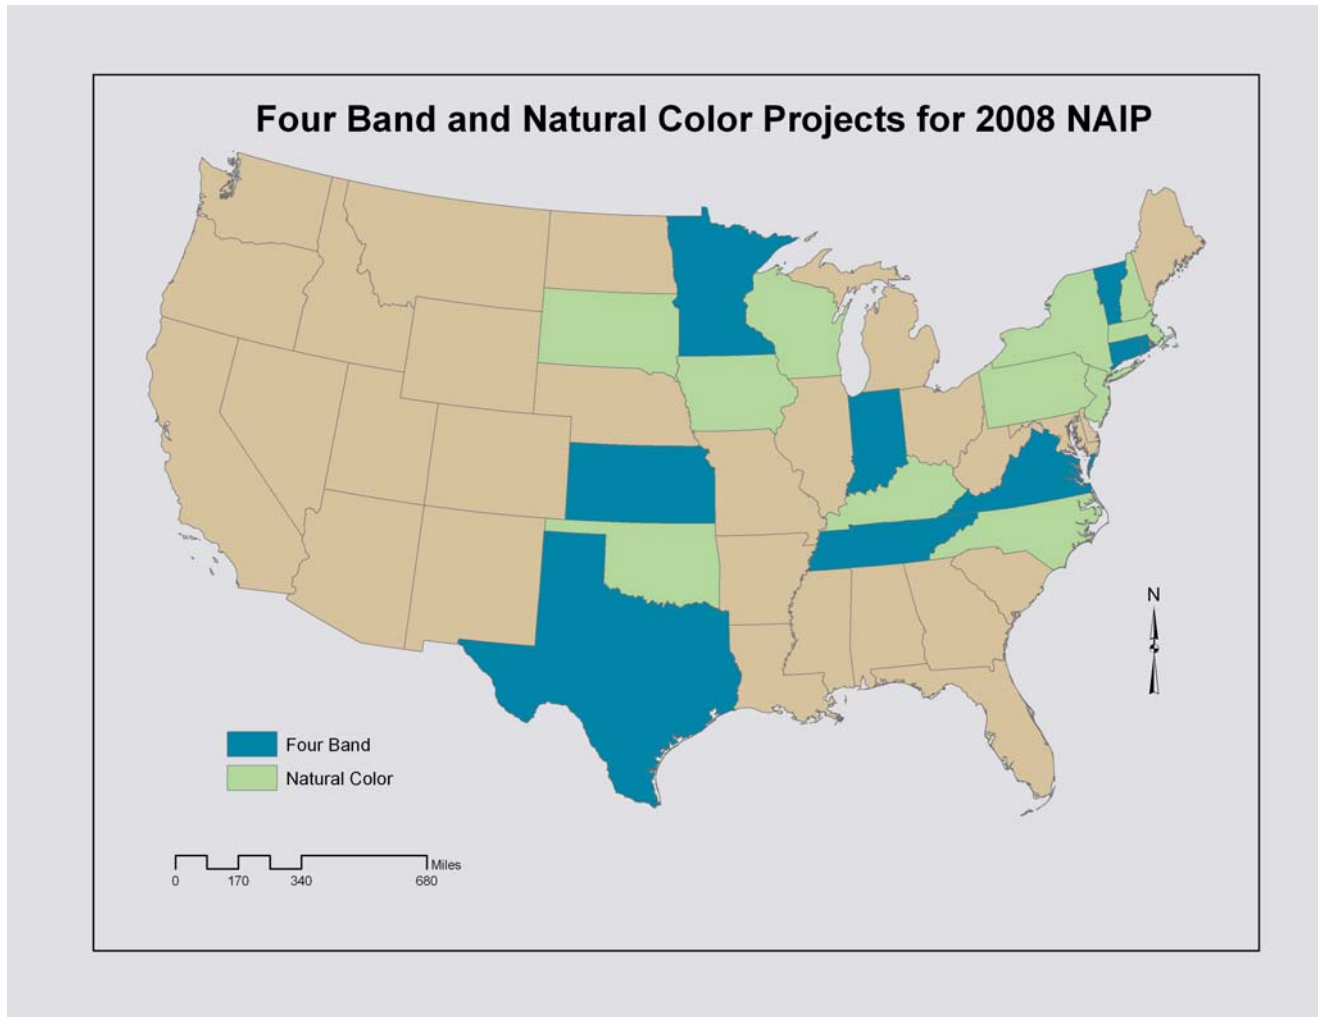 Four Band and Natural Color Projects for 2008 NAIP
N
Four Band
Natural Color
Miles
0 170 340 680